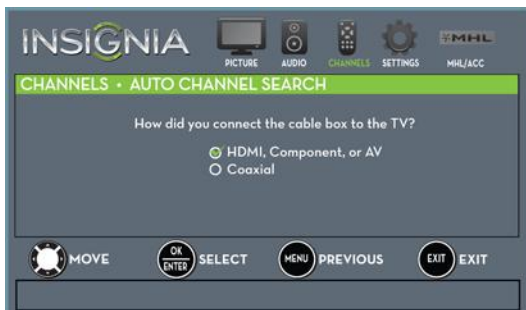 INSIGNIA
PICTURE AUDIO CHANNELS SETTINGS MHL MHL/ACC
CHANNELS • AUTO CHANNEL SEARCH
How did you connect the cable box to the TV?
HDMI, Component, or AV
Coaxial
MOVE OK ENTER SELECT MENU PREVIOUS EXIT EXIT